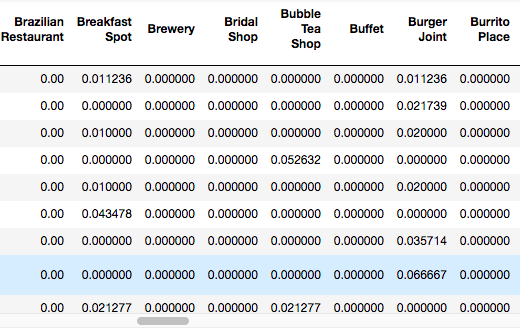 Brazilian Restaurant Breakfast Spot Brewery Bridal Shop Bubble Tea Shop Buffet Burger Joint Burrito Place
0.00 0.011236 0.000000 0.000000 0.000000 0.000000 0.011236 0.000000
0.00 0.000000 0.000000 0.000000 0.000000 0.000000 0.021739 0.000000
0.00 0.010000 0.000000 0.000000 0.000000 0.000000 0.020000 0.000000
0.00 0.000000 0.000000 0.000000 0.052632 0.000000 0.000000 0.000000
0.00 0.010000 0.000000 0.000000 0.000000 0.000000 0.020000 0.000000
0.00 0.043478 0.000000 0.000000 0.000000 0.000000 0.000000 0.000000
0.00 0.000000 0.000000 0.000000 0.000000 0.000000 0.035714 0.000000
0.00 0.000000 0.000000 0.000000 0.000000 0.000000 0.066667 0.000000
0.00 0.021277 0.000000 0.000000 0.021277 0.000000 0.000000 0.000000